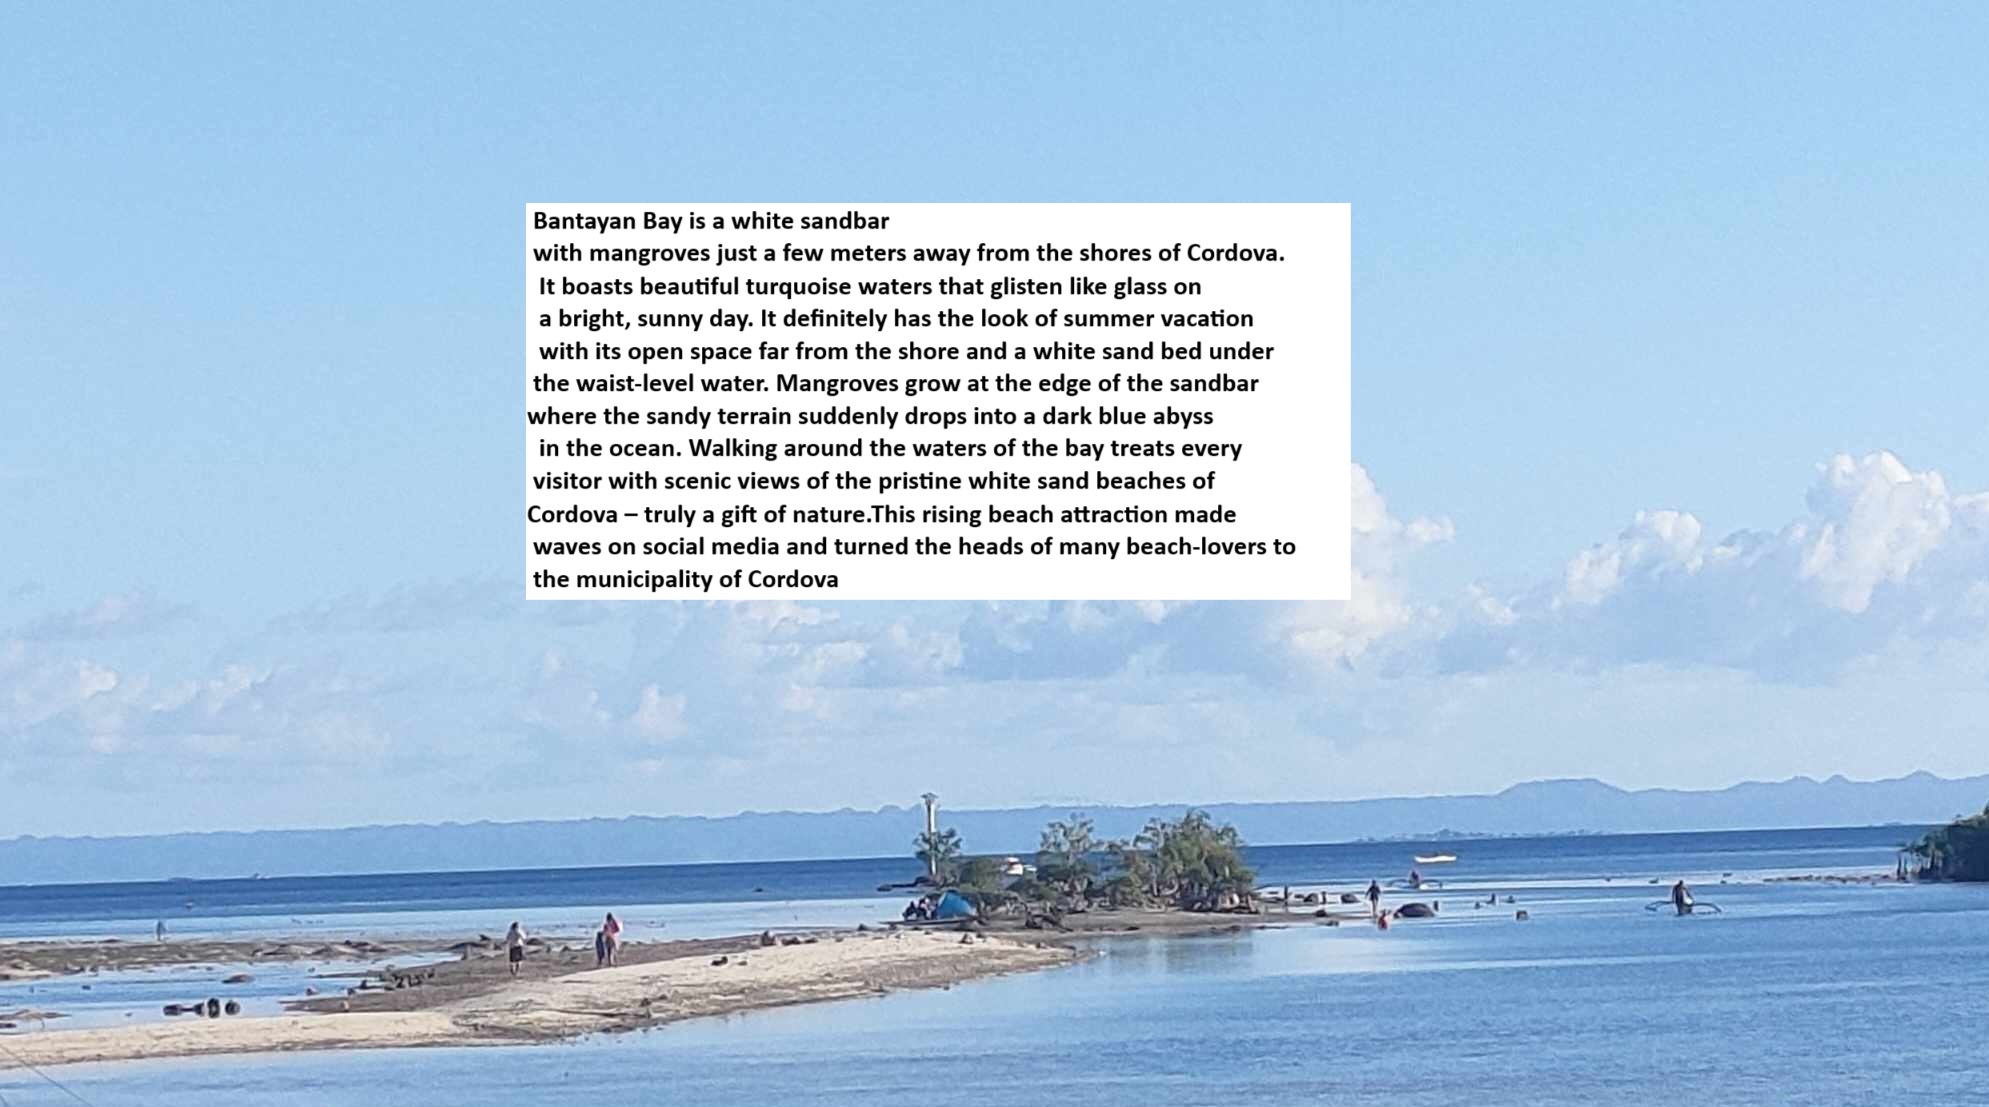 Bantayan Bay is a white sandbar
with mangroves just a few meters away from the shores of Cordova.
It boasts beautiful turquoise waters that glisten like glass on
a bright, sunny day. It definitely has the look of summer vacation
with its open space far from the shore and a white sand bed under
the waist-level water. Mangroves grow at the edge of the sandbar
where the sandy terrain suddenly drops into a dark blue abyss
in the ocean. Walking around the waters of the bay treats every
visitor with scenic views of the pristine white sand beaches of
Cordova – truly a gift of nature.This rising beach attraction made
waves on social media and turned the heads of many beach-lovers to
the municipality of Cordova